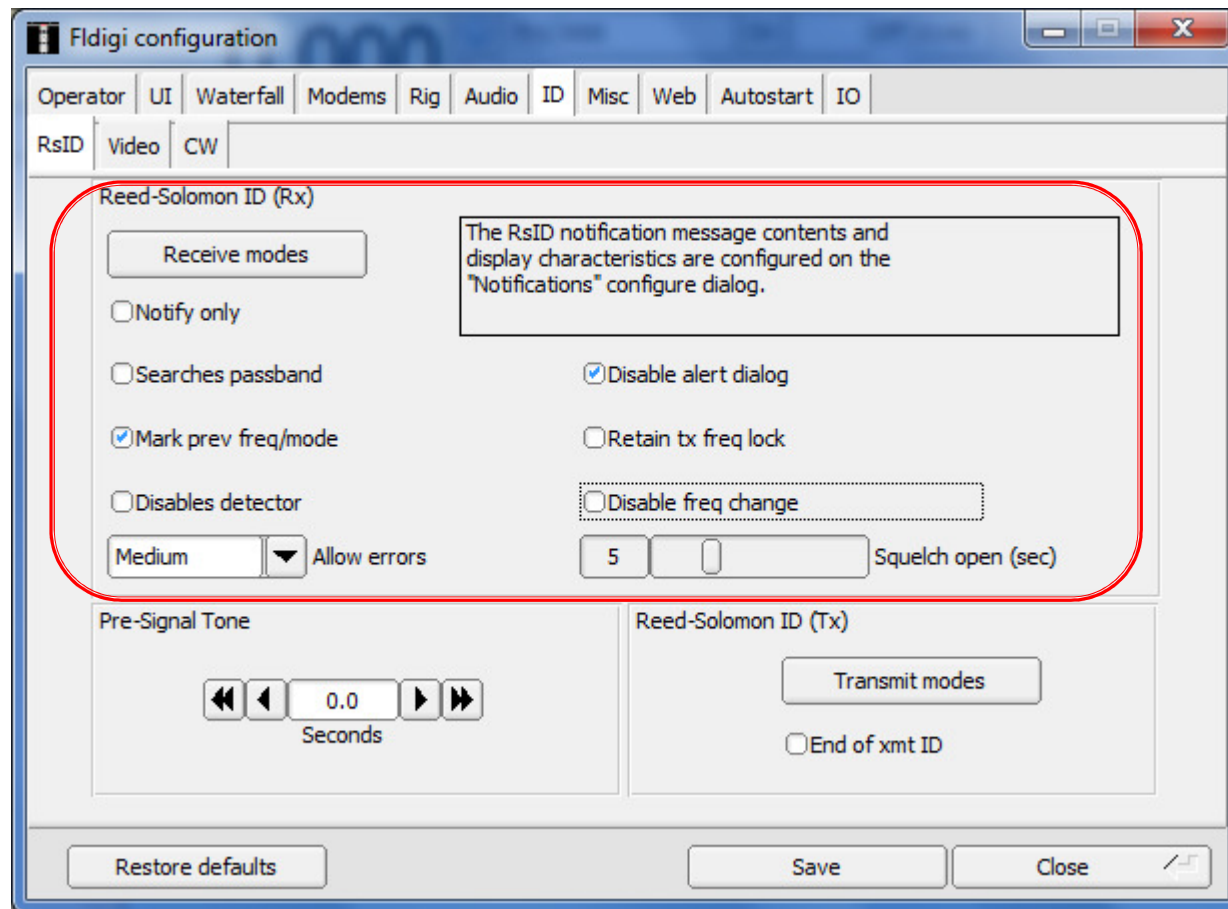 Fldigi configuration
Operator UI Waterfall Modems Rig Audio ID Misc Web Autostart IO
RsID Video CW
Reed-Solomon ID (Rx)
Receive modes
The RsID notification message contents and
display characteristics are configured on the
"Notifications" configure dialog.
Notify only
Searches passband
Disable alert dialog
Mark prev freq/mode
Retain tx freq lock
Disables detector
Disable freq change
Medium Allow errors
5 Squelch open (sec)
Pre-Signal Tone
0.0
Seconds
Reed-Solomon ID (Tx)
Transmit modes
End of xmt ID
Restore defaults
Save
Close